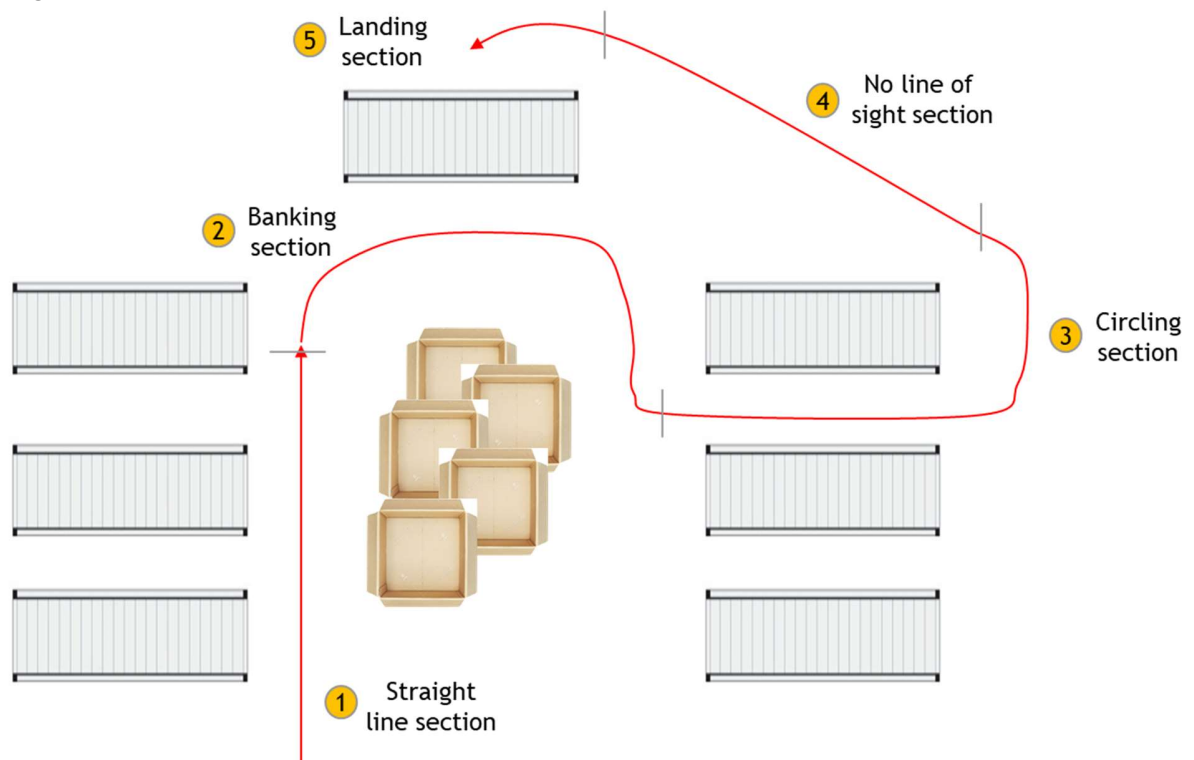 5
Landing
section
4
No line of
sight section
2
Banking
section
3
Circling
section
1
Straight
line section